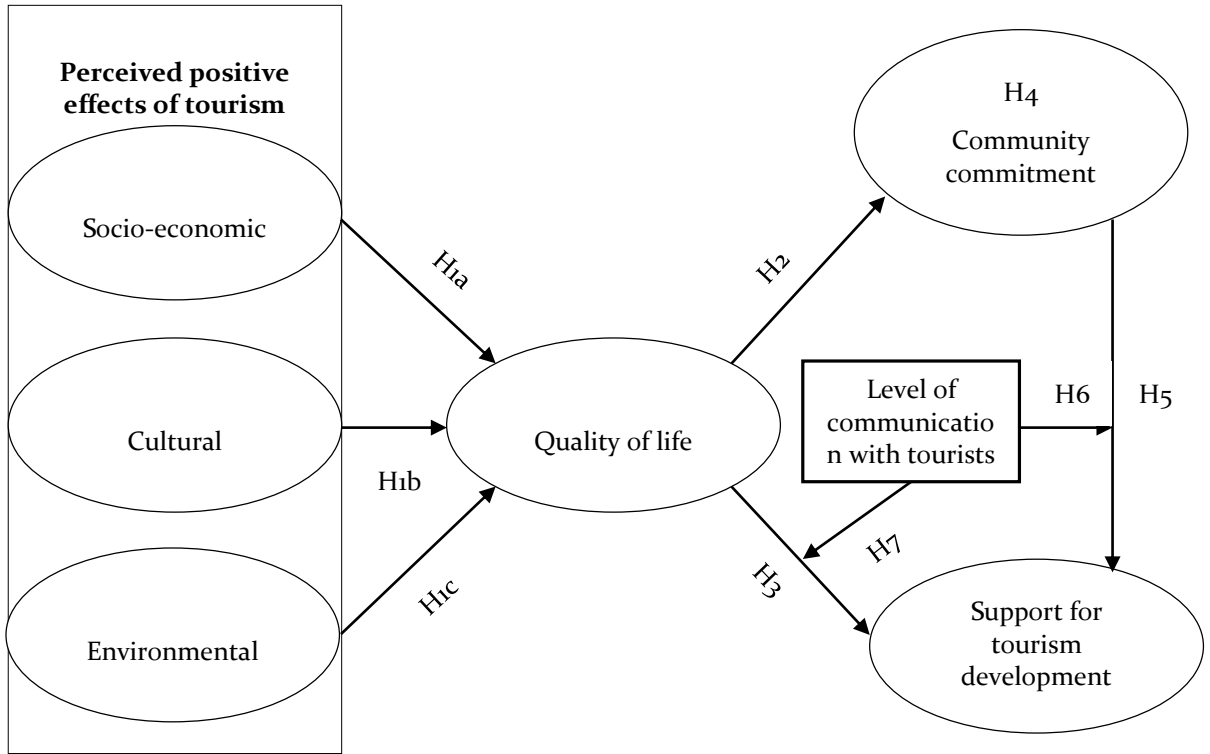 Perceived positive
effects of tourism
Socio-economic
Cultural
Environmental
H1a
H1b
H1c
Quality of life
H2
H3
H4
Community
commitment
Level of
communicatio
n with tourists
H6
H5
H7
Support for
tourism
development